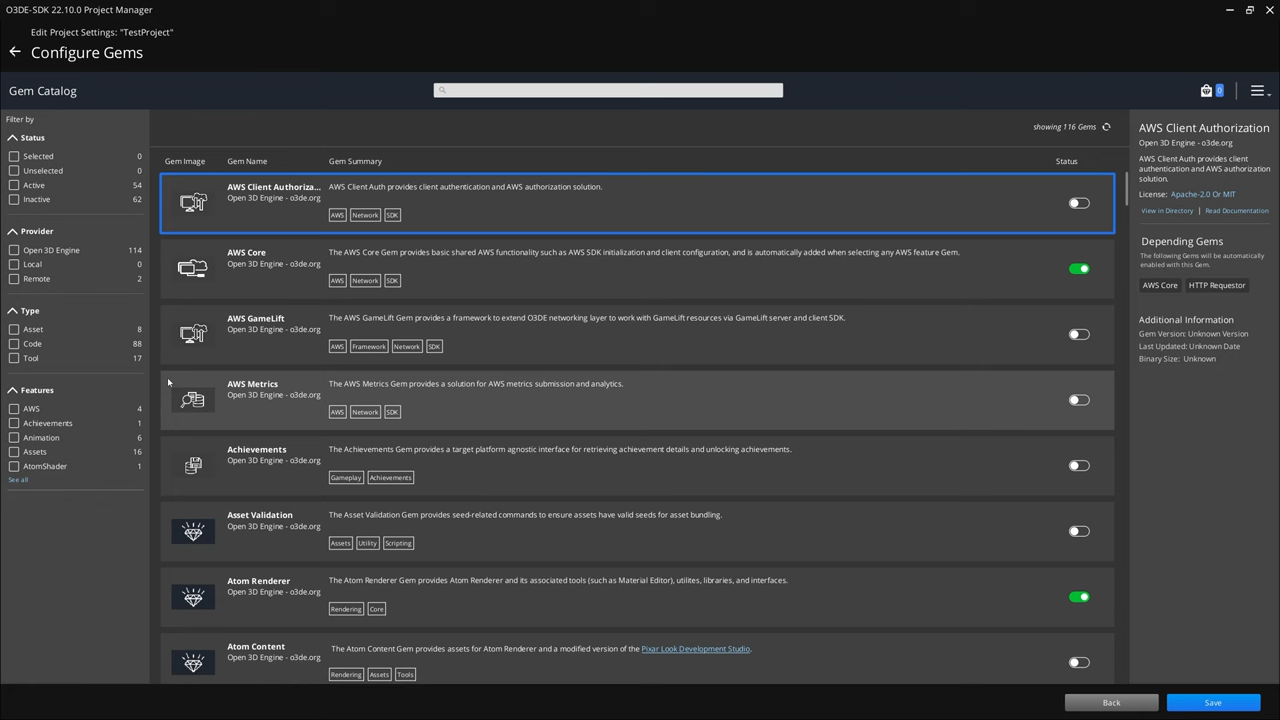 O3DE-SDK 22.10.0 Project Manager
Edit Project Settings: "TestProject"
Configure Gems
Gem Catalog
0
Filter by
Status
Selected 0
Unselected 0
Active 54
Inactive 62
Provider
Open 3D Engine 114
Local 0
Remote 2
Type
Asset 8
Code 88
Tool 17
Features
AWS 4
Achievements 1
Animation 6
Assets 16
AtomShader 1
See all
showing 116 Gems
Gem Image Gem Name Gem Summary Status
AWS Client Authoriza... AWS Client Auth provides client authentication and AWS authorization solution.
Open 3D Engine - o3de.org
AWS Network SDK
AWS Core The AWS Core Gem provides basic shared AWS functionality such as AWS SDK initialization and client configuration, and is automatically added when selecting any AWS feature Gem.
Open 3D Engine - o3de.org
AWS Network SDK
AWS GameLift The AWS GameLift Gem provides a framework to extend O3DE networking layer to work with GameLift resources via GameLift server and client SDK.
Open 3D Engine - o3de.org
AWS Framework Network SDK
AWS Metrics The AWS Metrics Gem provides a solution for AWS metrics submission and analytics.
Open 3D Engine - o3de.org
AWS Network SDK
Achievements The Achievements Gem provides a target platform agnostic interface for retrieving achievement details and unlocking achievements.
Open 3D Engine - o3de.org
Gameplay Achievements
Asset Validation The Asset Validation Gem provides seed-related commands to ensure assets have valid seeds for asset bundling.
Open 3D Engine - o3de.org
Assets Utility Scripting
Atom Renderer The Atom Renderer Gem provides Atom Renderer and its associated tools (such as Material Editor), utilites, libraries, and interfaces.
Open 3D Engine - o3de.org
Rendering Core
Atom Content The Atom Content Gem provides assets for Atom Renderer and a modified version of the Pixar Look Development Studio.
Open 3D Engine - o3de.org
Rendering Assets Tools
AWS Client Authorization
Open 3D Engine - o3de.org
AWS Client Auth provides client
authentication and AWS authorization
solution.
License: Apache-2.0 Or MIT
View in Directory | Read Documentation
Depending Gems
The following Gems will be automatically
enabled with this Gem.
AWS Core HTTP Requestor
Additional Information
Gem Version: Unknown Version
Last Updated: Unknown Date
Binary Size: Unknown
Back Save